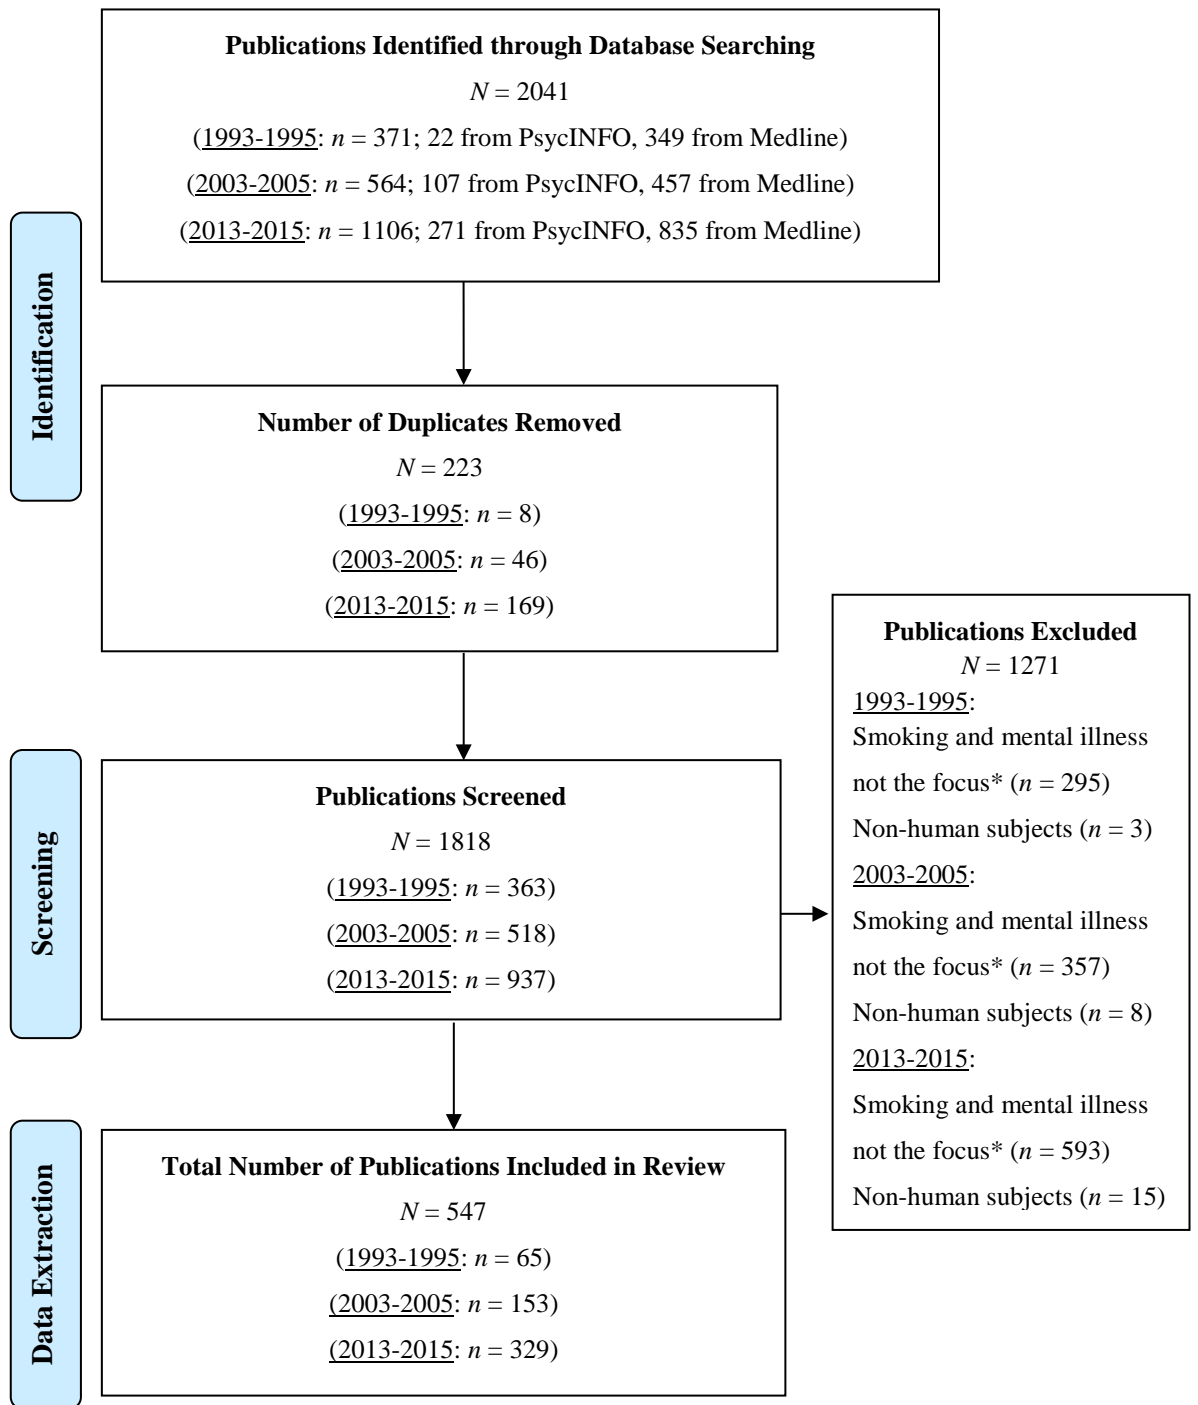 Publications Identified through Database Searching
N = 2041
(1993-1995: n = 371; 22 from PsycINFO, 349 from Medline)
(2003-2005: n = 564; 107 from PsycINFO, 457 from Medline)
(2013-2015: n = 1106; 271 from PsycINFO, 835 from Medline)
Identification
Number of Duplicates Removed
N = 223
(1993-1995: n = 8)
(2003-2005: n = 46)
(2013-2015: n = 169)
Screening
Publications Screened
N = 1818
(1993-1995: n = 363)
(2003-2005: n = 518)
(2013-2015: n = 937)
Publications Excluded
N = 1271
1993-1995:
Smoking and mental illness
not the focus* (n = 295)
Non-human subjects (n = 3)
2003-2005:
Smoking and mental illness
not the focus* (n = 357)
Non-human subjects (n = 8)
2013-2015:
Smoking and mental illness
not the focus* (n = 593)
Non-human subjects (n = 15)
Data Extraction
Total Number of Publications Included in Review
N = 547
(1993-1995: n = 65)
(2003-2005: n = 153)
(2013-2015: n = 329)